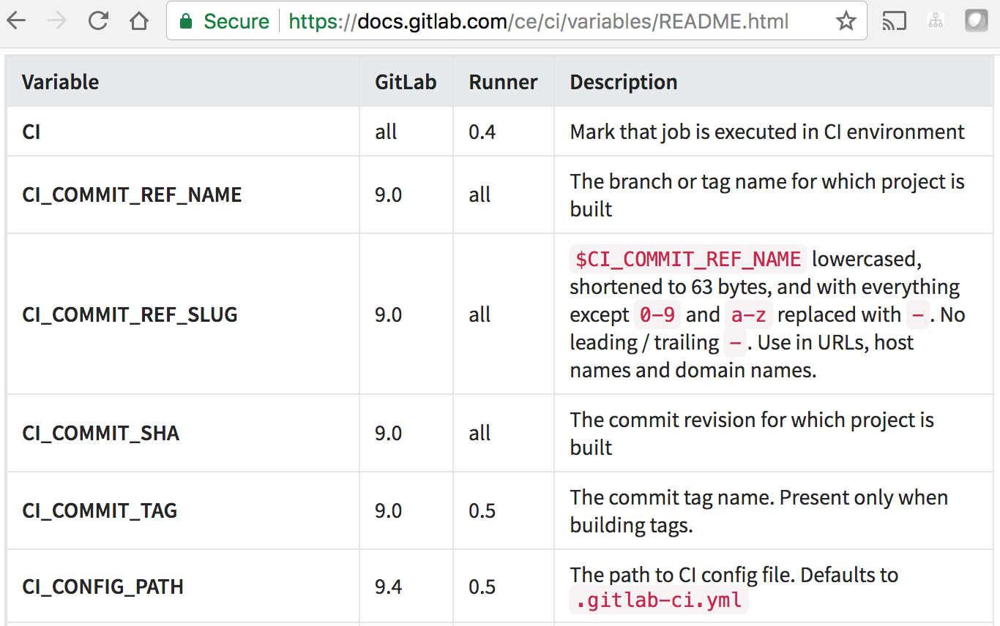 Secure https://docs.gitlab.com/ce/ci/variables/README.html
Variable GitLab Runner Description
CI all 0.4 Mark that job is executed in CI environment
CI_COMMIT_REF_NAME 9.0 all The branch or tag name for which project is
built
CI_COMMIT_REF_SLUG 9.0 all $CI_COMMIT_REF_NAME lowercased,
shortened to 63 bytes, and with everything
except 0-9 and a-z replaced with -. No
leading / trailing -. Use in URLs, host
names and domain names.
CI_COMMIT_SHA 9.0 all The commit revision for which project is
built
CI_COMMIT_TAG 9.0 0.5 The commit tag name. Present only when
building tags.
CI_CONFIG_PATH 9.4 0.5 The path to CI config file. Defaults to
.gitlab-ci.yml